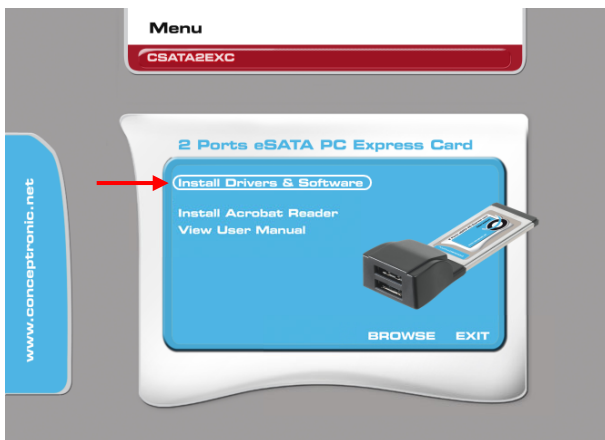 Menu
CSATA2EXC
www.conceptronic.net
2 Ports eSATA PC Express Card
Install Drivers & Software
Install Acrobat Reader
View User Manual
BROWSE EXIT